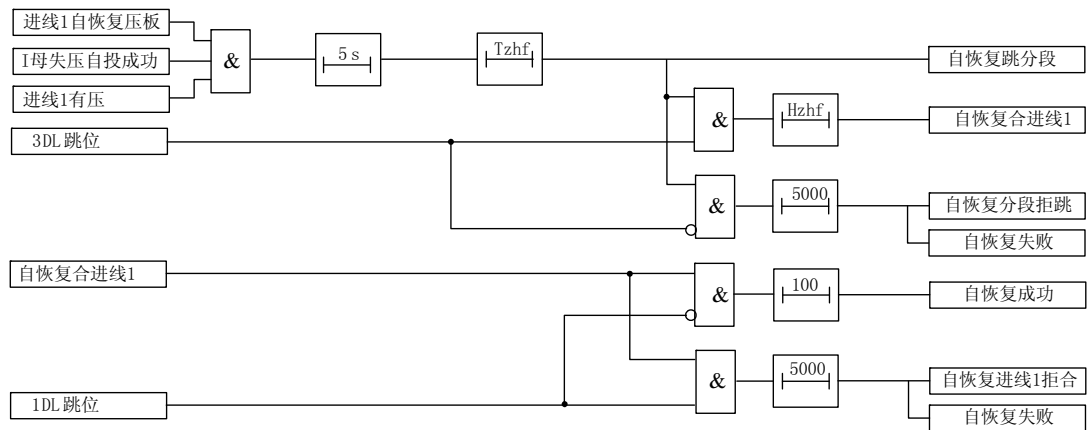 进线1自恢复压板
I母失压自投成功
进线1有压
&
5s
Tzhf
自恢复跳分段
&
Hzhf
自恢复合进线1
3DL跳位
&
5000
自恢复分段拒跳
自恢复失败
自恢复合进线1
&
100
自恢复成功
&
5000
自恢复进线1拒合
1DL跳位
自恢复失败